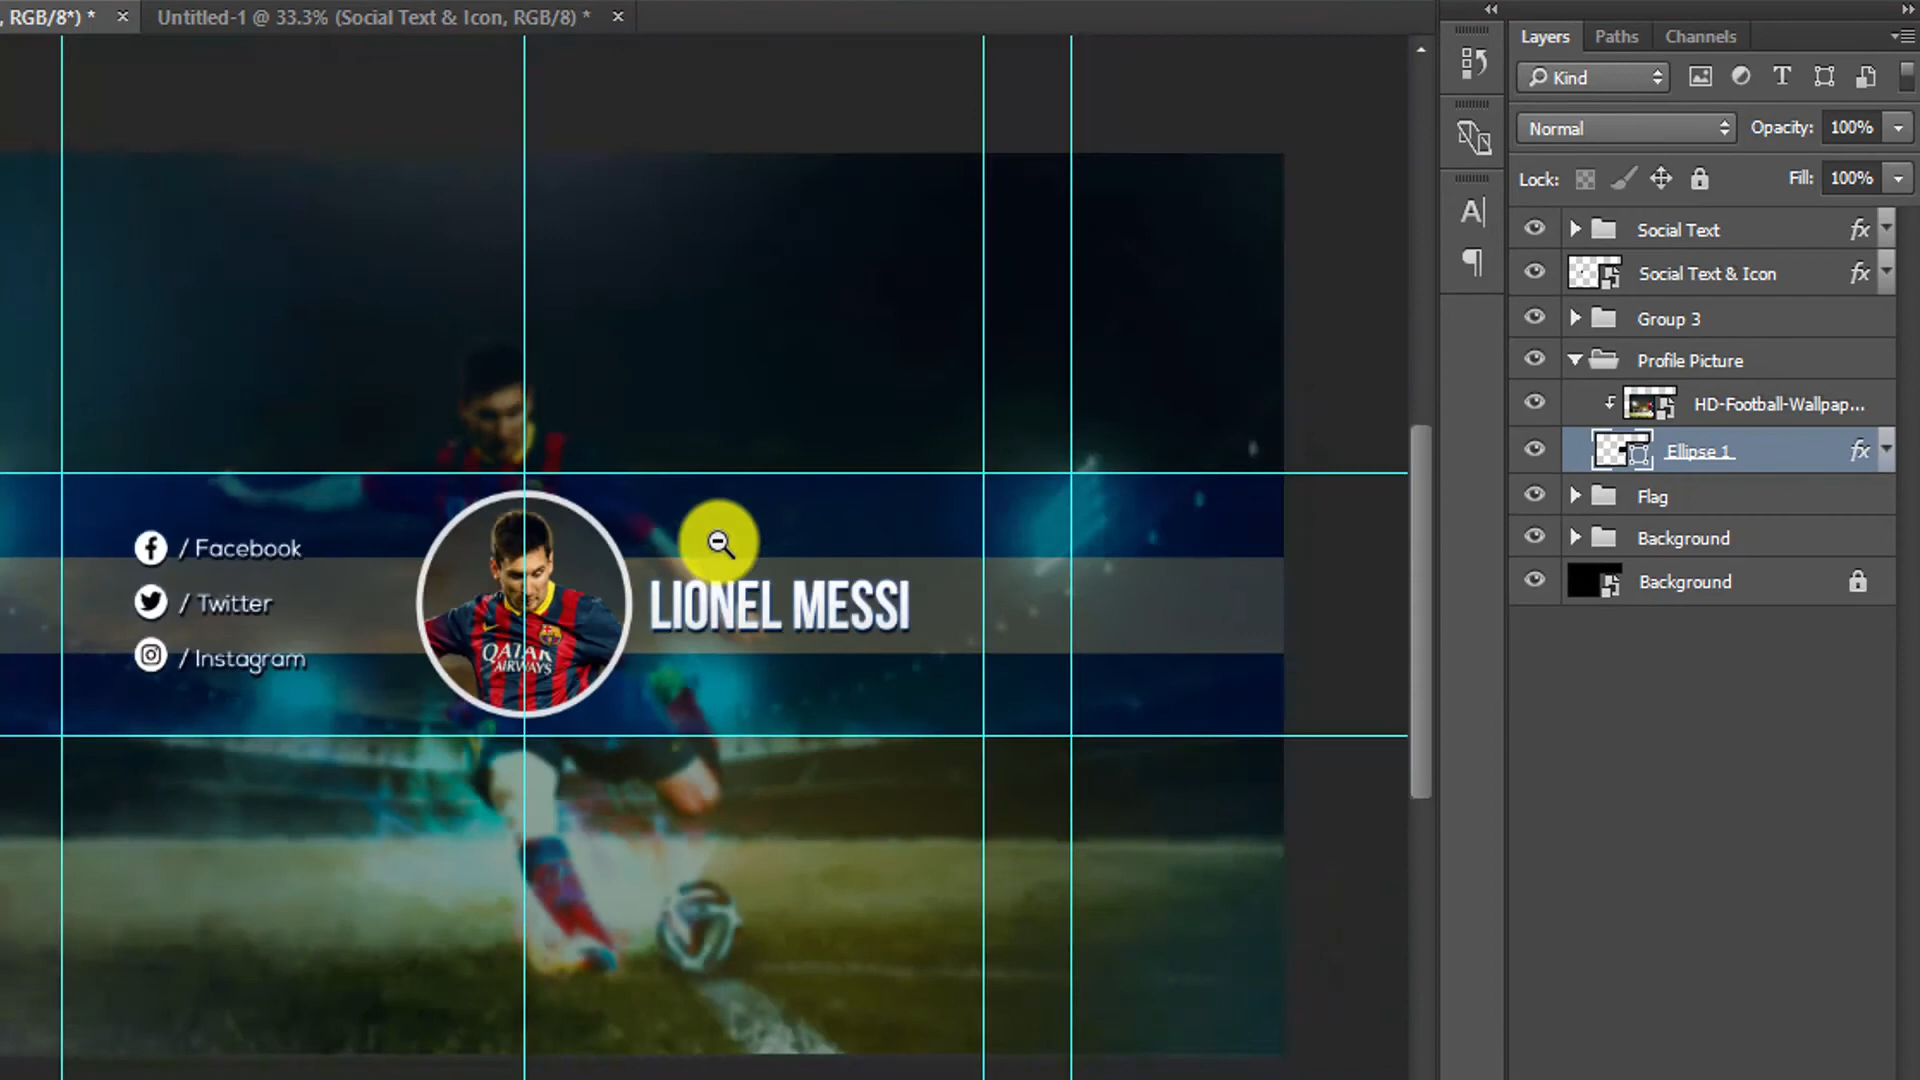 , RGB/8*) * ×
Untitled-1 @ 33.3% (Social Text & Icon, RGB/8) * ×
Layers Paths Channels
Kind
Normal Opacity: 100%
Lock: Fill: 100%
Social Text fx
Social Text & Icon fx
Group 3
Profile Picture
HD-Football-Wallpap...
Ellipse 1 fx
Flag
Background
Background
/ Facebook
/ Twitter
/ Instagram
QATAR
AIRWAYS
LIONEL MESSI